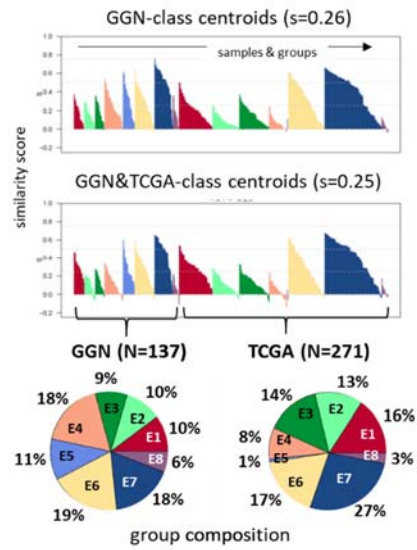 GGN-class centroids (s=0.26)
samples & groups
1.0
0.8
0.6
0.4
0.2
0.0
-0.2
similarity score
GGN&TCGA-class centroids (s=0.25)
1.0
0.8
0.6
0.4
0.2
0.0
-0.2
GGN (N=137)
TCGA (N=271)
9%
10%
10%
6%
18%
19%
11%
18%
E3
E2
E1
E8
E7
E6
E5
E4
14%
13%
16%
3%
27%
17%
1%
8%
E3
E2
E1
E8
E7
E6
E5
E4
group composition